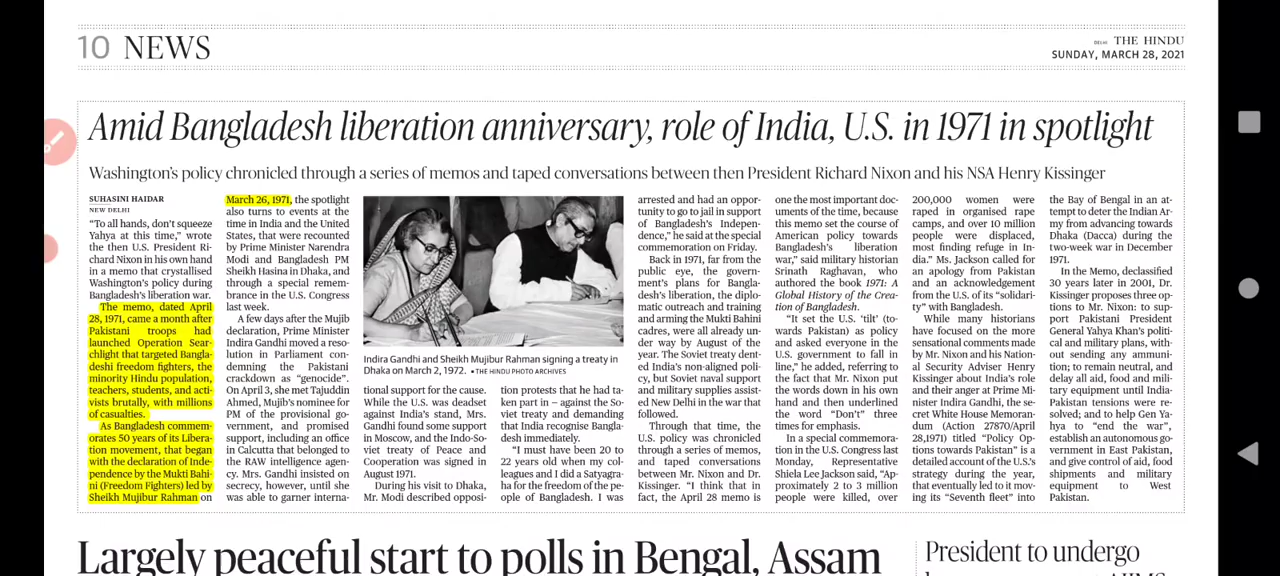 10 NEWS
DELHI THE HINDU
SUNDAY, MARCH 28, 2021
Amid Bangladesh liberation anniversary, role of India, U.S. in 1971 in spotlight
Washington's policy chronicled through a series of memos and taped conversations between then President Richard Nixon and his NSA Henry Kissinger
SUHASINI HAIDAR
NEW DELHI
“To all hands, don't squeeze
Yahya at this time,” wrote
the then U.S. President Ri-
chard Nixon in his own hand
in a memo that crystallised
Washington's policy during
Bangladesh's liberation war.
The memo, dated April
28, 1971, came a month after
Pakistani troops had
launched Operation Sear-
chlight that targeted Bangla-
deshi freedom fighters, the
minority Hindu population,
teachers, students, and acti-
vists brutally, with millions
of casualties.
As Bangladesh commem-
orates 50 years of its Libera-
tion movement, that began
with the declaration of Inde-
pendence by the Mukti Bahi-
ni (Freedom Fighters) led by
Sheikh Mujibur Rahman on
March 26, 1971, the spotlight
also turns to events at the
time in India and the United
States, that were recounted
by Prime Minister Narendra
Modi and Bangladesh PM
Sheikh Hasina in Dhaka, and
through a special remem-
brance in the U.S. Congress
last week.
A few days after the Mujib
declaration, Prime Minister
Indira Gandhi moved a reso-
lution in Parliament con-
demning the Pakistani
crackdown as “genocide”.
On April 3, she met Tajuddin
Ahmed, Mujib's nominee for
PM of the provisional go-
vernment, and promised
support, including an office
in Calcutta that belonged to
the RAW intelligence agen-
cy. Mrs. Gandhi insisted on
secrecy, however, until she
was able to garner interna-
Indira Gandhi and Sheikh Mujibur Rahman signing a treaty in
Dhaka on March 2, 1972. ▪ THE HINDU PHOTO ARCHIVES
tional support for the cause.
While the U.S. was deadset
against India's stand, Mrs.
Gandhi found some support
in Moscow, and the Indo-So-
viet treaty of Peace and
Cooperation was signed in
August 1971.
During his visit to Dhaka,
Mr. Modi described opposi-
tion protests that he had ta-
ken part in – against the So-
viet treaty and demanding
that India recognise Bangla-
desh immediately.
“I must have been 20 to
22 years old when my col-
leagues and I did a Satyagra-
ha for the freedom of the pe-
ople of Bangladesh. I was
arrested and had an oppor-
tunity to go to jail in support
of Bangladesh's Indepen-
dence,” he said at the special
commemoration on Friday.
Back in 1971, far from the
public eye, the govern-
ment's plans for Bangla-
desh's liberation, the diplo-
matic outreach and training
and arming the Mukti Bahini
cadres, were all already un-
der way by August of the
year. The Soviet treaty dent-
ed India's non-aligned policy,
but Soviet naval support
and military supplies assist-
ed New Delhi in the war that
followed.
Through that time, the
U.S. policy was chronicled
through a series of memos,
and taped conversations
between Mr. Nixon and Dr.
Kissinger. “I think that in
fact, the April 28 memo is
one the most important doc-
uments of the time, because
this memo set the course of
American policy towards
Bangladesh's liberation
war,” said military historian
Srinath Raghavan, who
authored the book 1971: A
Global History of the Crea-
tion of Bangladesh.
“It set the U.S. ‘tilt’ (to-
wards Pakistan) as policy
and asked everyone in the
U.S. government to fall in
line,” he added, referring to
the fact that Mr. Nixon put
the words down in his own
hand and then underlined
the word “Don't” three
times for emphasis.
In a special commemora-
tion in the U.S. Congress last
Monday, Representative
Shiela Lee Jackson said, “Ap-
proximately 2 to 3 million
people were killed, over
200,000 women were
raped in organised rape
camps, and over 10 million
people were displaced,
most finding refuge in In-
dia.” Ms. Jackson called for
an apology from Pakistan
and an acknowledgement
from the U.S. of its “solidari-
ty” with Bangladesh.
While many historians
have focused on the more
sensational comments made
by Mr. Nixon and his Nation-
al Security Adviser Henry
Kissinger about India's role
and their anger at Prime Mi-
nister Indira Gandhi, the se-
cret White House Memoran-
dum (Action 27870/April
28,1971) titled “Policy Op-
tions towards Pakistan” is
a detailed account of the U.S.'s
strategy during the year,
that eventually led to it mov-
ing its “Seventh fleet” into
the Bay of Bengal in an at-
tempt to deter the Indian Ar-
my from advancing towards
Dhaka (Dacca) during the
two-week war in December
1971.
In the Memo, declassified
30 years later in 2001, Dr.
Kissinger proposes three op-
tions to Mr. Nixon: to sup-
port Pakistani President
General Yahya Khan's politi-
cal and military plans, with-
out sending any ammuni-
tion; to remain neutral, and
delay all aid, food and mi-
litary equipment until India-
Pakistan tensions were re-
solved; and to help Gen Ya-
hya to “end the war”,
establish an autonomous go-
vernment in East Pakistan,
and give control of aid, food
shipments and military
equipment to West
Pakistan.
Largely peaceful start to polls in Bengal, Assam
President to undergo